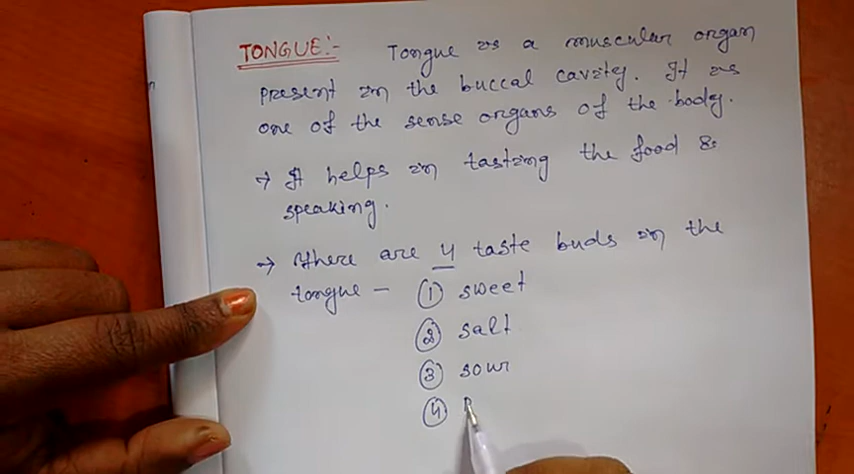 TONGUE:- Tongue is a muscular organ
present in the buccal cavity. It is
one of the sense organs of the body.
→ It helps in tasting the food &
speaking.
→ There are 4 taste buds in the
tongue - ① sweet
② salt
③ sour
④